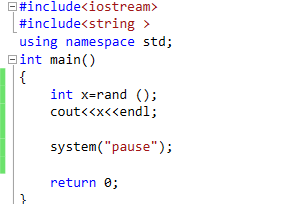 #include<iostream>
#include<string >
using namespace std;
int main()
{
    int x=rand ();
    cout<<x<<endl;

    system("pause");

    return 0;
}